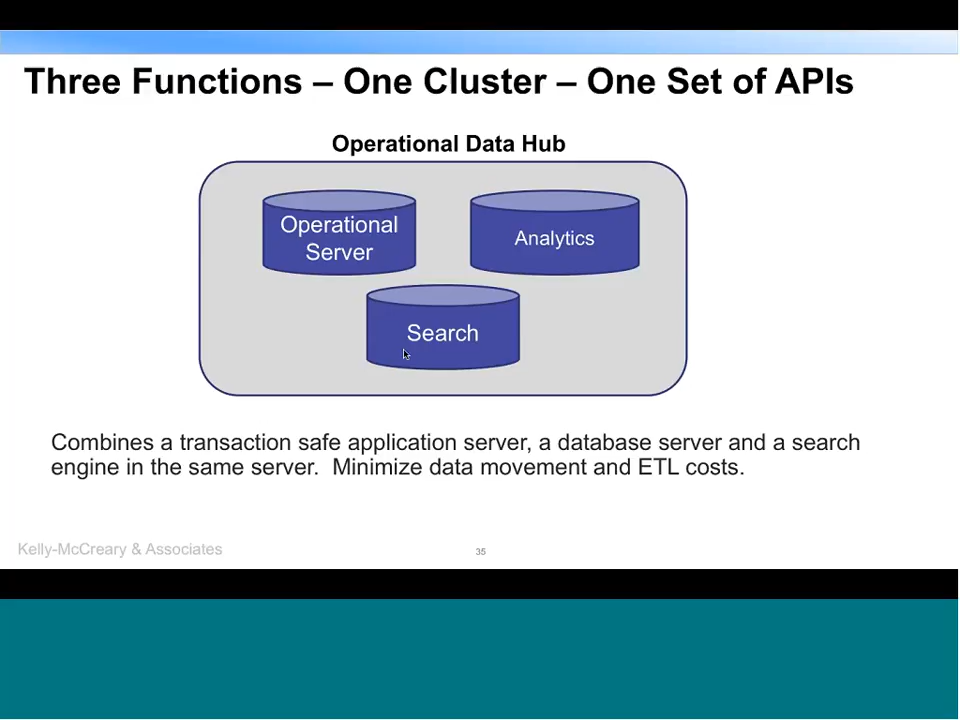 Three Functions – One Cluster – One Set of APIs
Operational Data Hub
Operational
Server
Analytics
Search
Combines a transaction safe application server, a database server and a search
engine in the same server.  Minimize data movement and ETL costs.
Kelly-McCreary & Associates
35